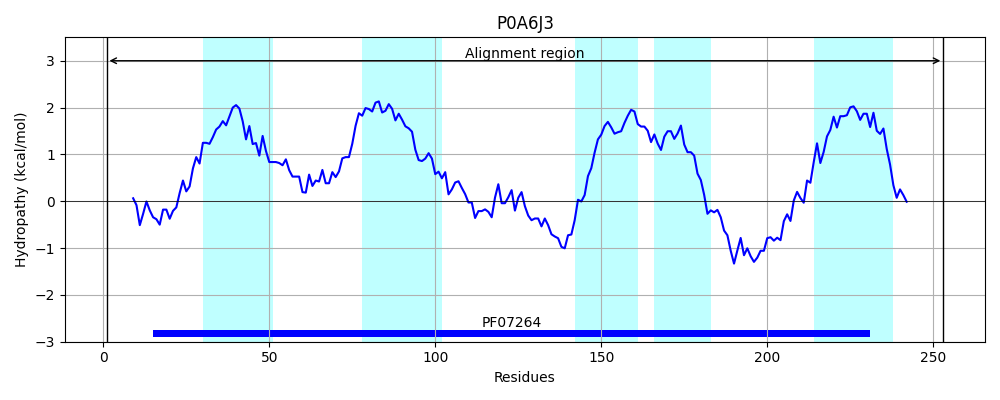 P0A6J3
Alignment region
PF07264
3
2
1
0
−1
−2
−3
0
50
100
150
200
250
Hydropathy (kcal/mol)
Residues